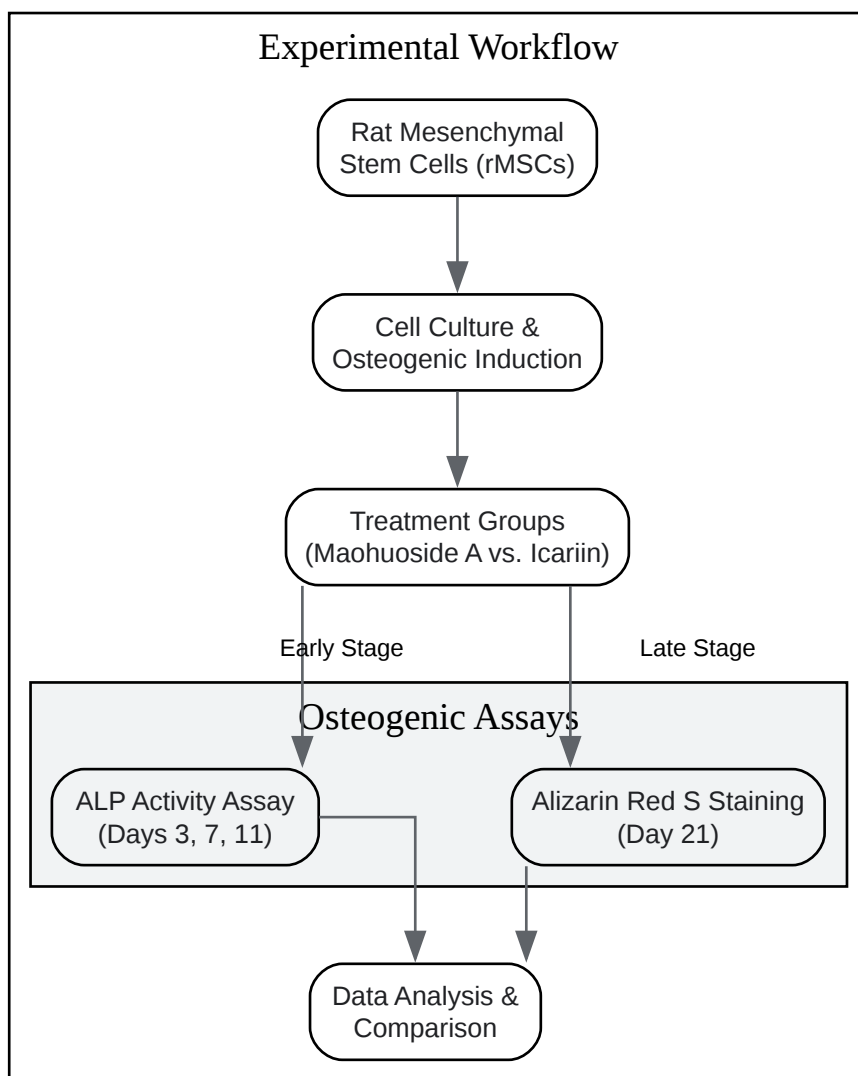 Experimental Workflow
Rat Mesenchymal
Stem Cells (rMSCs)
Cell Culture &
Osteogenic Induction
Treatment Groups
(Maohuoside A vs. Icariin)
Early Stage
Late Stage
Osteogenic Assays
ALP Activity Assay
(Days 3, 7, 11)
Alizarin Red S Staining
(Day 21)
Data Analysis &
Comparison